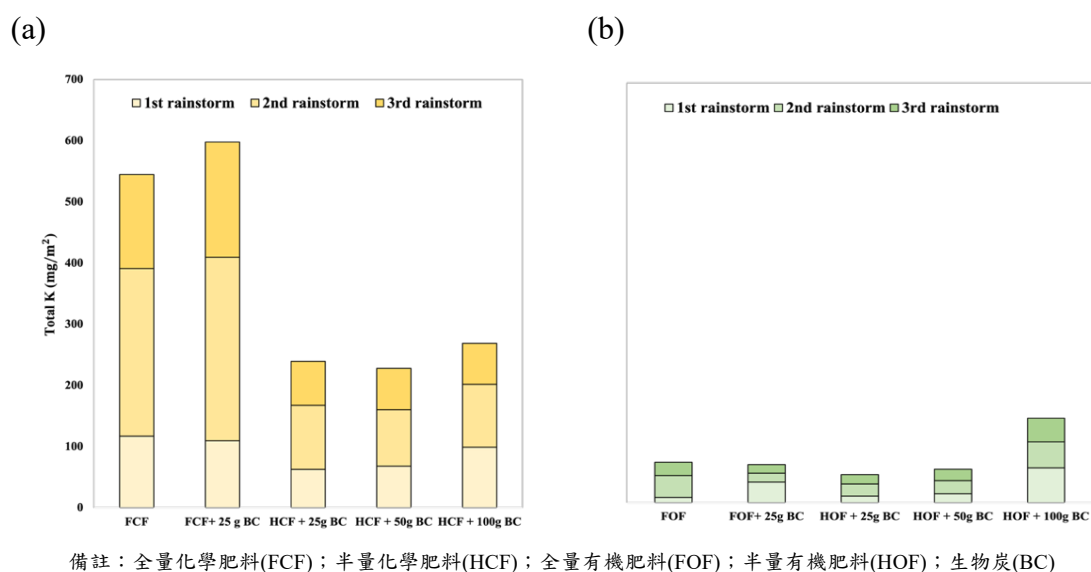 (a)
(b)
700
600
500
400
300
200
100
0
Total K (mg/m²)
1st rainstorm 2nd rainstorm 3rd rainstorm
FCF FCF+ 25 g BC HCF + 25g BC HCF + 50g BC HCF + 100g BC
1st rainstorm 2nd rainstorm 3rd rainstorm
FOF FOF+ 25g BC HOF + 25g BC HOF + 50g BC HOF + 100g BC
備註：全量化學肥料(FCF)；半量化學肥料(HCF)；全量有機肥料(FOF)；半量有機肥料(HOF)；生物炭(BC)